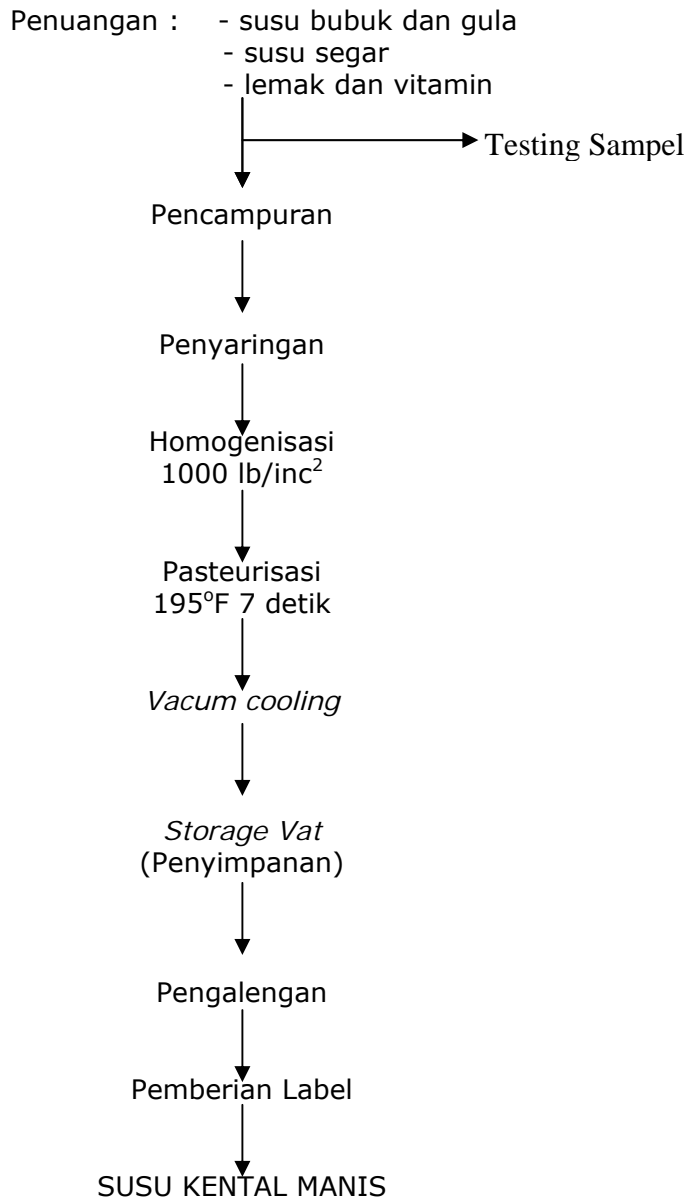 Penuangan : - susu bubuk dan gula
- susu segar
- lemak dan vitamin
Testing Sampel
Pencampuran
Penyaringan
Homogenisasi
1000 lb/inc²
Pasteurisasi
195°F 7 detik
Vacum cooling
Storage Vat
(Penyimpanan)
Pengalengan
Pemberian Label
SUSU KENTAL MANIS